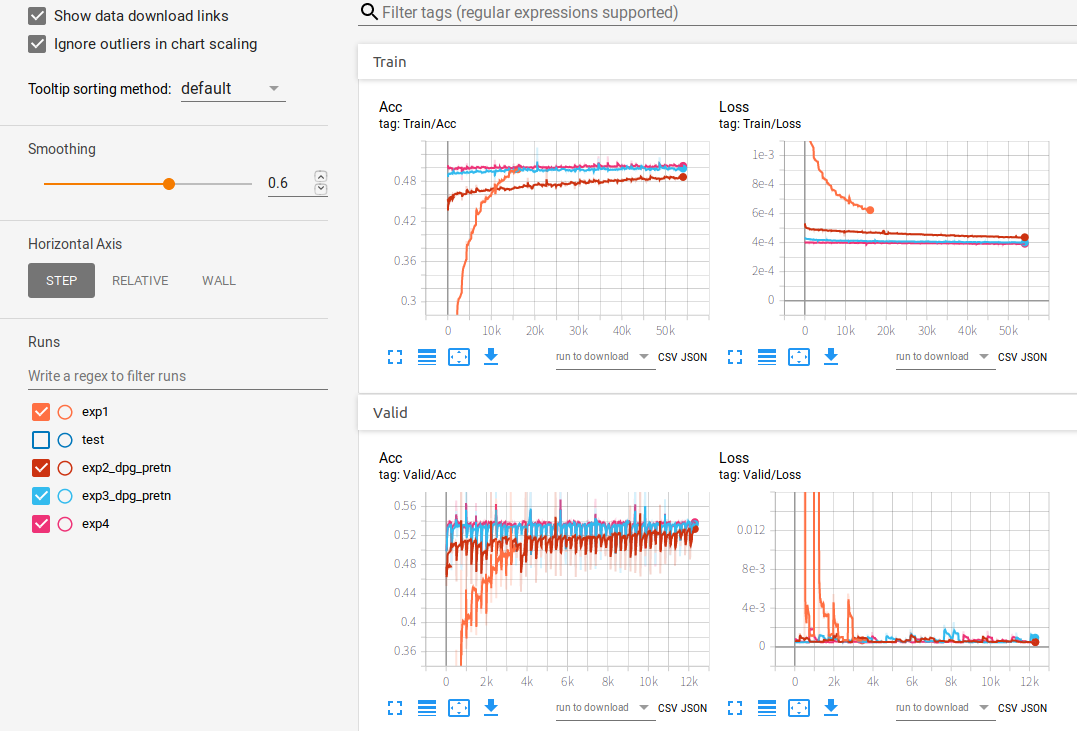 Show data download links
Ignore outliers in chart scaling
Tooltip sorting method: default
Smoothing
0.6
Horizontal Axis
STEP RELATIVE WALL
Runs
Write a regex to filter runs
exp1
test
exp2_dpg_pretn
exp3_dpg_pretn
exp4
Filter tags (regular expressions supported)
Train
Acc
tag: Train/Acc
0.48
0.42
0.36
0.3
0 10k 20k 30k 40k 50k
run to download CSV JSON
Loss
tag: Train/Loss
1e-3
8e-4
6e-4
4e-4
2e-4
0
0 10k 20k 30k 40k 50k
run to download CSV JSON
Valid
Acc
tag: Valid/Acc
0.56
0.52
0.48
0.44
0.4
0.36
0 2k 4k 6k 8k 10k 12k
run to download CSV JSON
Loss
tag: Valid/Loss
0.012
8e-3
4e-3
0
0 2k 4k 6k 8k 10k 12k
run to download CSV JSON